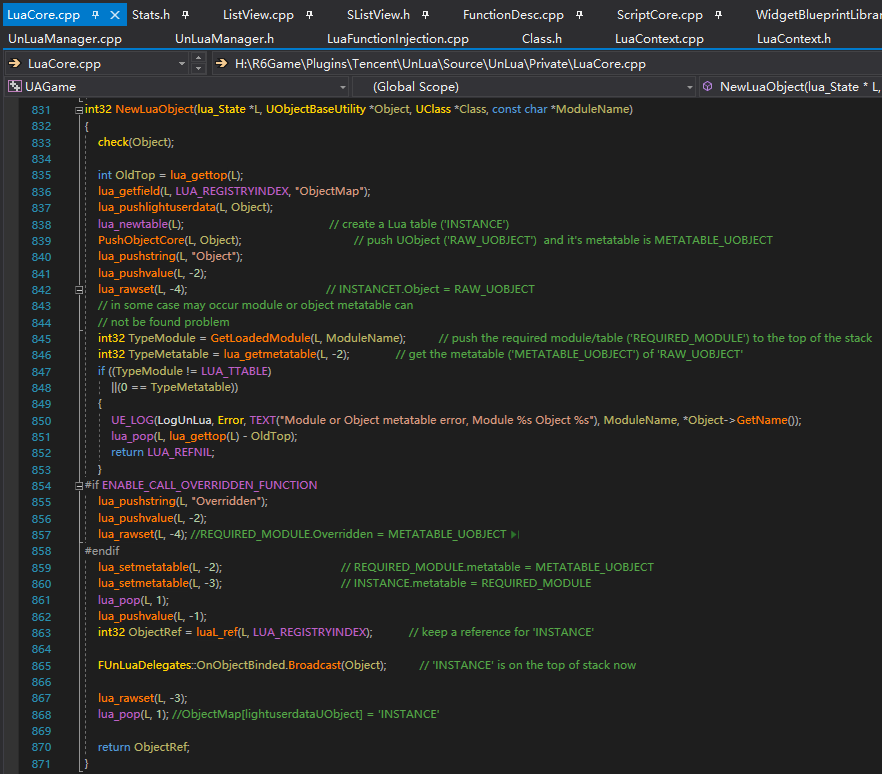 LuaCore.cpp Stats.h ListView.cpp SListView.h FunctionDesc.cpp ScriptCore.cpp WidgetBlueprintLibrar
UnLuaManager.cpp UnLuaManager.h LuaFunctionInjection.cpp Class.h LuaContext.cpp LuaContext.h
LuaCore.cpp H:\R6Game\Plugins\Tencent\UnLua\Source\UnLua\Private\LuaCore.cpp
UAGame (Global Scope) NewLuaObject(lua_State * L,
831 int32 NewLuaObject(lua_State *L, UObjectBaseUtility *Object, UClass *Class, const char *ModuleName)
832 {
833 check(Object);
834
835 int OldTop = lua_gettop(L);
836 lua_getfield(L, LUA_REGISTRYINDEX, "ObjectMap");
837 lua_pushlightuserdata(L, Object);
838 lua_newtable(L); // create a Lua table ('INSTANCE')
839 PushObjectCore(L, Object); // push UObject ('RAW_UOBJECT') and it's metatable is METATABLE_UOBJECT
840 lua_pushstring(L, "Object");
841 lua_pushvalue(L, -2);
842 lua_rawset(L, -4); // INSTANCET.Object = RAW_UOBJECT
843 // in some case may occur module or object metatable can
844 // not be found problem
845 int32 TypeModule = GetLoadedModule(L, ModuleName); // push the required module/table ('REQUIRED_MODULE') to the top of the stack
846 int32 TypeMetatable = lua_getmetatable(L, -2); // get the metatable ('METATABLE_UOBJECT') of 'RAW_UOBJECT'
847 if ((TypeModule != LUA_TTABLE)
848 ||(0 == TypeMetatable))
849 {
850 UE_LOG(LogUnLua, Error, TEXT("Module or Object metatable error, Module %s Object %s"), ModuleName, *Object->GetName());
851 lua_pop(L, lua_gettop(L) - OldTop);
852 return LUA_REFNIL;
853 }
854 #if ENABLE_CALL_OVERRIDDEN_FUNCTION
855 lua_pushstring(L, "Overridden");
856 lua_pushvalue(L, -2);
857 lua_rawset(L, -4); //REQUIRED_MODULE.Overridden = METATABLE_UOBJECT
858 #endif
859 lua_setmetatable(L, -2); // REQUIRED_MODULE.metatable = METATABLE_UOBJECT
860 lua_setmetatable(L, -3); // INSTANCE.metatable = REQUIRED_MODULE
861 lua_pop(L, 1);
862 lua_pushvalue(L, -1);
863 int32 ObjectRef = luaL_ref(L, LUA_REGISTRYINDEX); // keep a reference for 'INSTANCE'
864
865 FUnLuaDelegates::OnObjectBinded.Broadcast(Object); // 'INSTANCE' is on the top of stack now
866
867 lua_rawset(L, -3);
868 lua_pop(L, 1); //ObjectMap[lightuserdataUObject] = 'INSTANCE'
869
870 return ObjectRef;
871 }